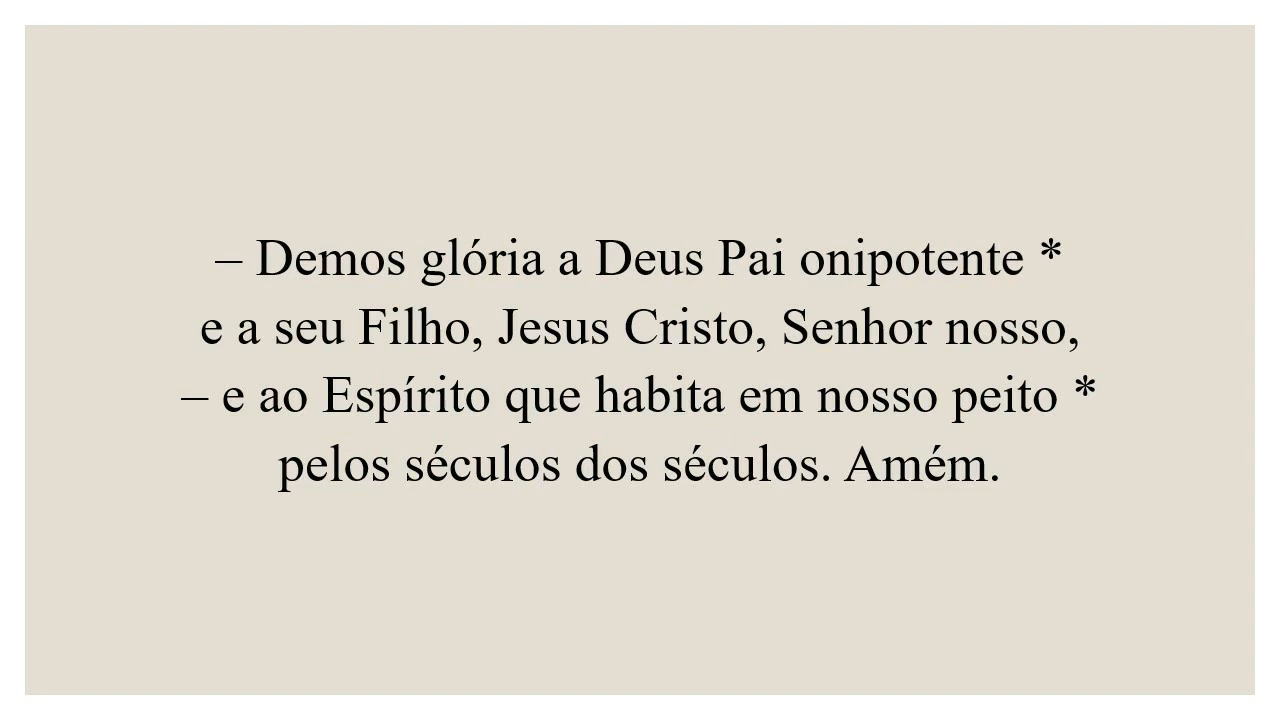 – Demos glória a Deus Pai onipotente *
e a seu Filho, Jesus Cristo, Senhor nosso,
– e ao Espírito que habita em nosso peito *
pelos séculos dos séculos. Amém.